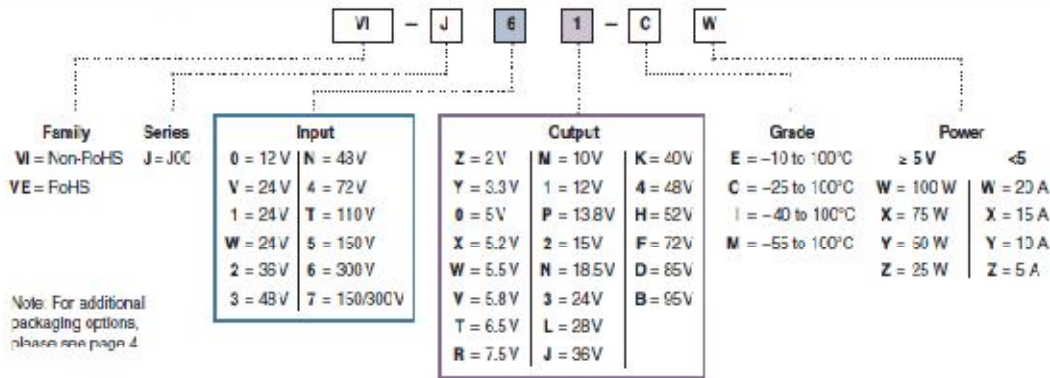 VI - J 6 1 - C W
Family Series Input Output Grade Power
VI = Non-RoHS J = J00 0 = 12 V N = 48 V Z = 2 V M = 10 V K = 40 V E = –10 to 100°C ≥ 5 V <5
VE = RoHS V = 24 V 4 = 72 V Y = 3.3 V 1 = 12 V 4 = 48 V C = –25 to 100°C W = 100 W W = 20 A
1 = 24 V T = 110 V 0 = 5 V P = 13.8 V H = 52 V I = –40 to 100°C X = 75 W X = 15 A
W = 24 V 5 = 150 V X = 5.2 V 2 = 15 V F = 72 V M = –55 to 100°C Y = 50 W Y = 10 A
2 = 36 V 6 = 300 V W = 5.5 V N = 18.5 V D = 85 V Z = 25 W Z = 5 A
3 = 48 V 7 = 150/300 V V = 5.8 V 3 = 24 V B = 95 V
T = 6.5 V L = 28 V
R = 7.5 V J = 36 V
Note: For additional
packaging options,
please see page 4